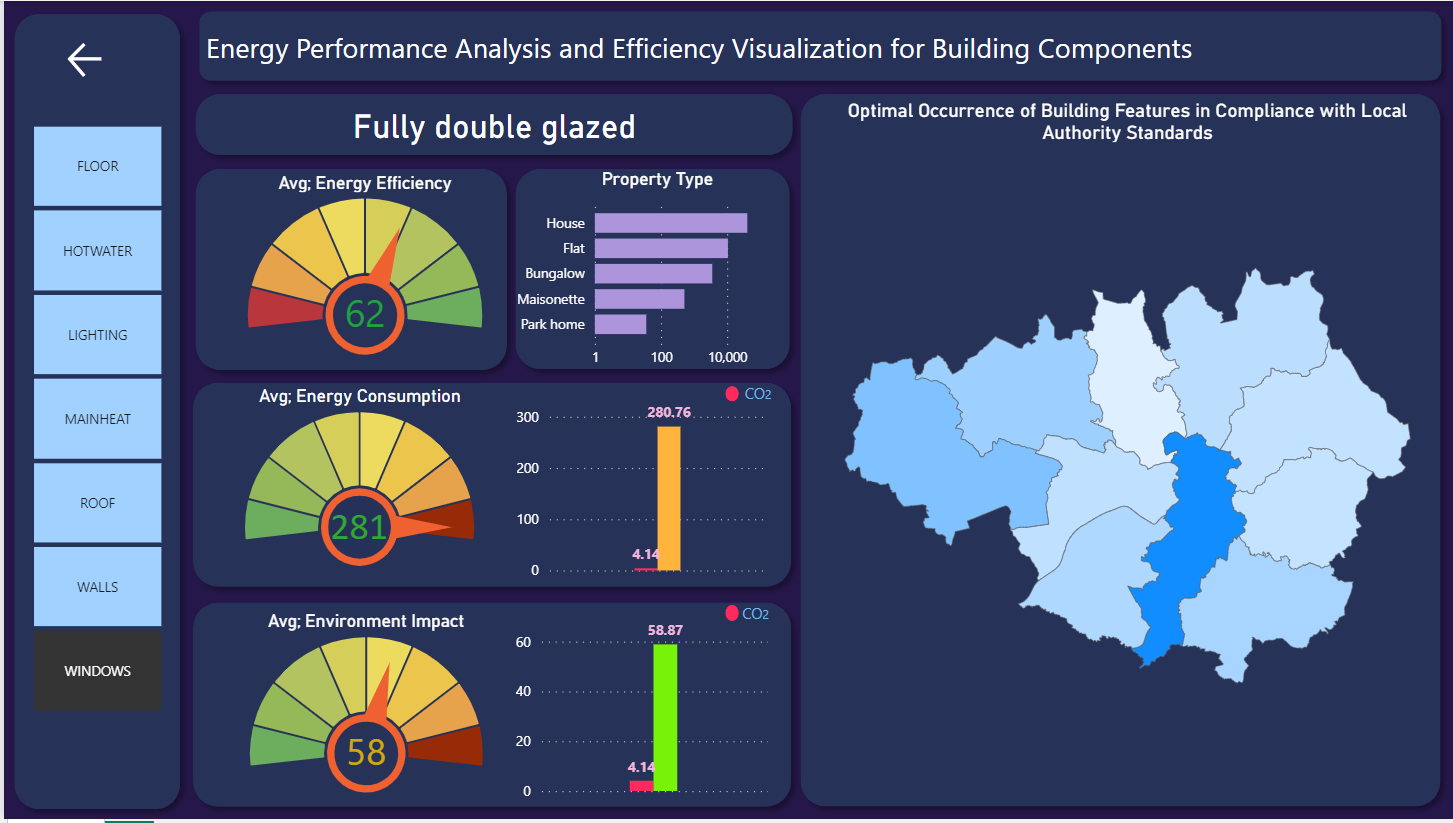 Energy Performance Analysis and Efficiency Visualization for Building Components
FLOOR
HOTWATER
LIGHTING
MAINHEAT
ROOF
WALLS
WINDOWS
Fully double glazed
Avg; Energy Efficiency
62
Property Type
House
Flat
Bungalow
Maisonette
Park home
1 100 10,000
Avg; Energy Consumption
281
CO2
300
200
100
0
280.76
4.14
Avg; Environment Impact
58
CO2
60
40
20
0
58.87
4.14
Optimal Occurrence of Building Features in Compliance with Local
Authority Standards